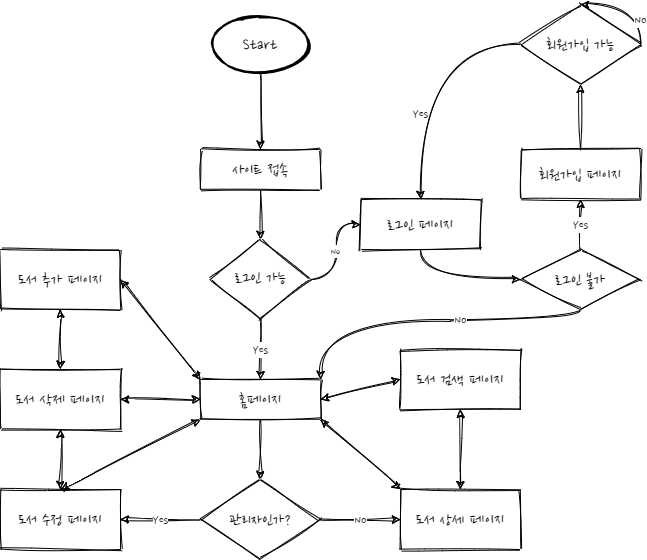 Start
회원가입 가능
NO
Yes
사이트 접속
회원가입 페이지
로그인 페이지
Yes
NO
로그인 가능
로그인 불가
도서 추가 페이지
NO
Yes
도서 검색 페이지
도서 삭제 페이지
홈페이지
도서 수정 페이지
Yes
관리자인가?
NO
도서 상세 페이지